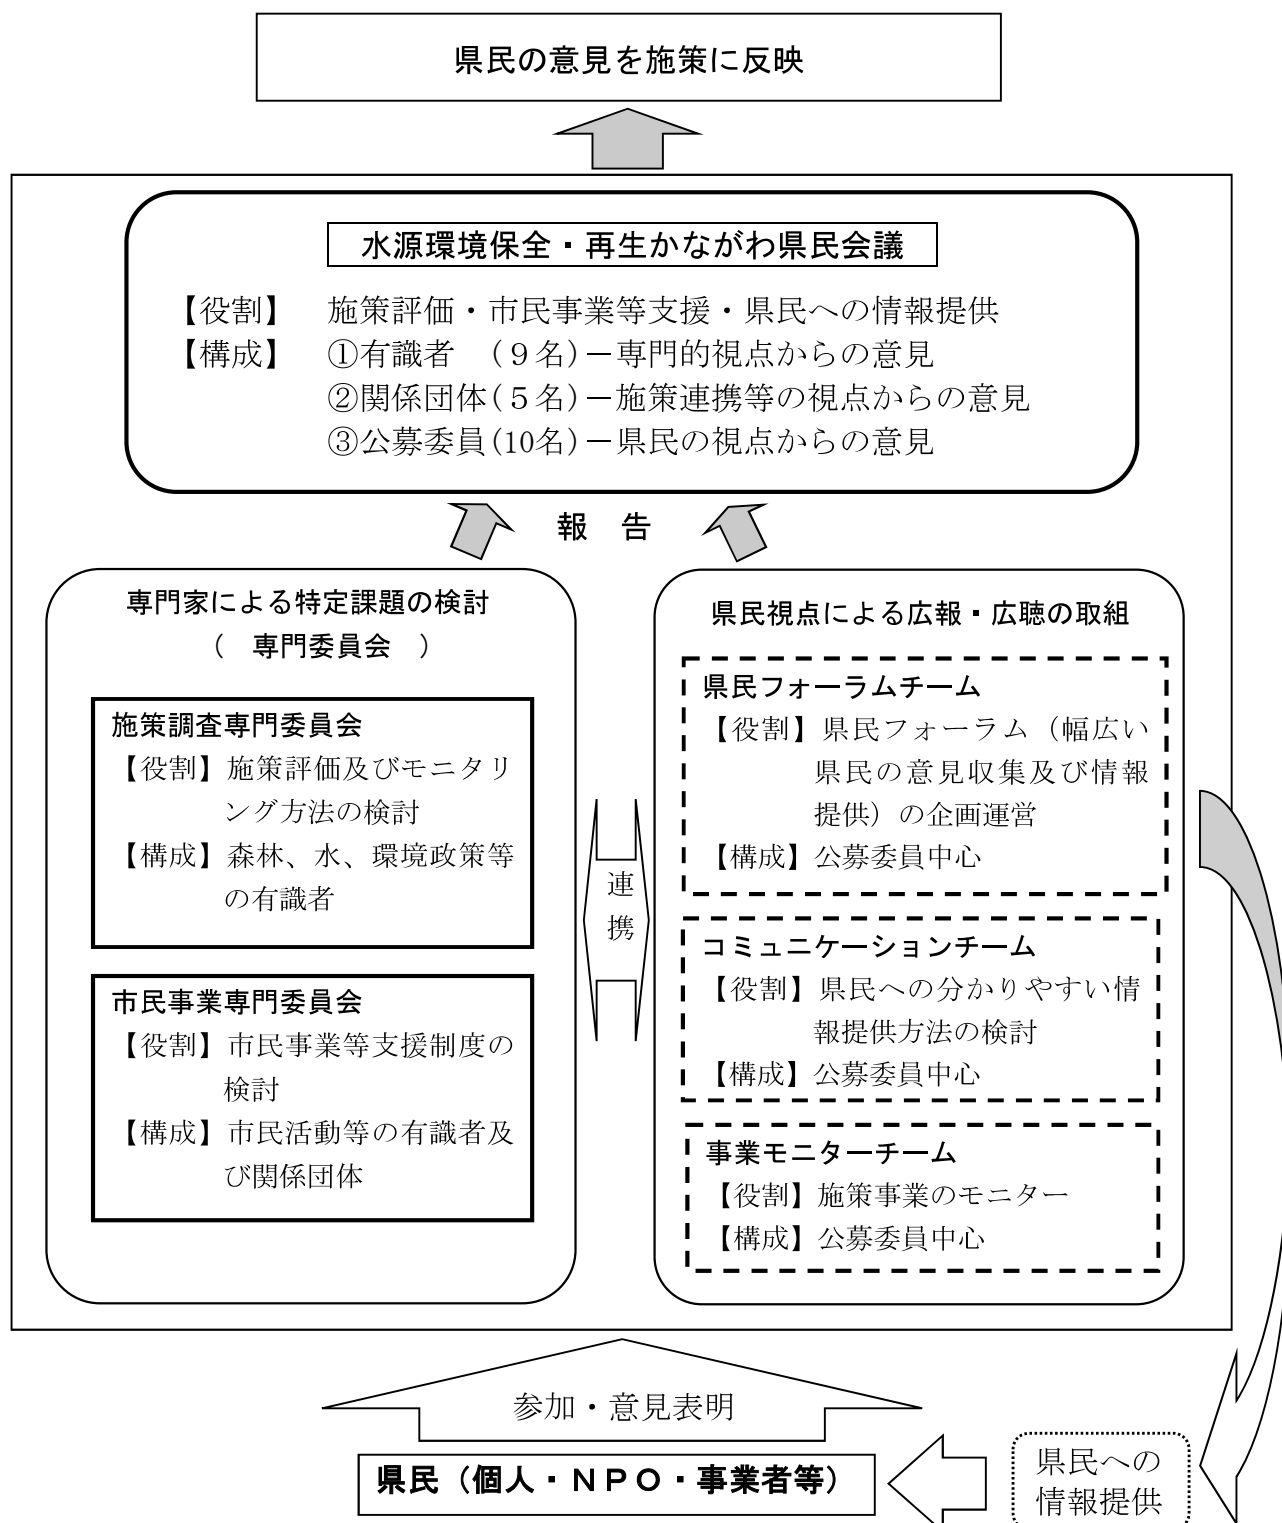 県民の意見を施策に反映
水源環境保全・再生かながわ県民会議
【役割】 施策評価・市民事業等支援・県民への情報提供
【構成】 ①有識者 (９名)－専門的視点からの意見
②関係団体(５名)－施策連携等の視点からの意見
③公募委員(10名)－県民の視点からの意見
報 告
専門家による特定課題の検討
（ 専門委員会 ）
施策調査専門委員会
【役割】施策評価及びモニタリ
ング方法の検討
【構成】森林、水、環境政策等
の有識者
市民事業専門委員会
【役割】市民事業等支援制度の
検討
【構成】市民活動等の有識者及
び関係団体
連
携
県民視点による広報・広聴の取組
県民フォーラムチーム
【役割】県民フォーラム（幅広い
県民の意見収集及び情報
提供）の企画運営
【構成】公募委員中心
コミュニケーションチーム
【役割】県民への分かりやすい情
報提供方法の検討
【構成】公募委員中心
事業モニターチーム
【役割】施策事業のモニター
【構成】公募委員中心
参加・意見表明
県民（個人・ＮＰＯ・事業者等）
県民への
情報提供